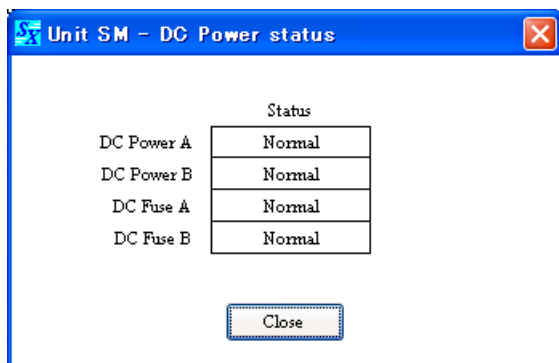 SX Unit SM - DC Power status
Status
DC Power A Normal
DC Power B Normal
DC Fuse A Normal
DC Fuse B Normal
Close